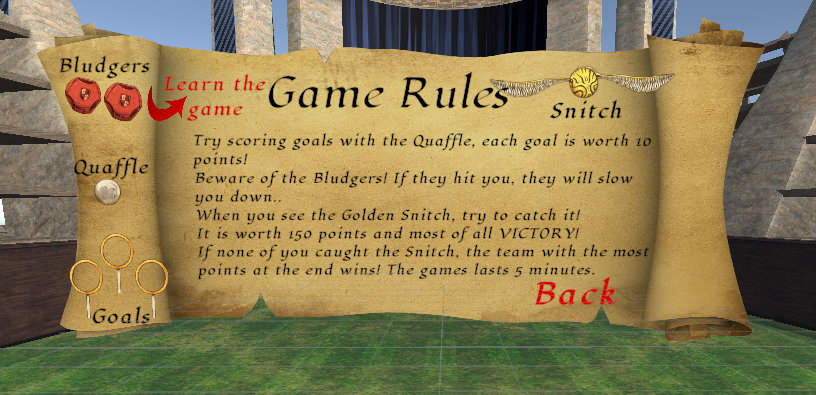 Bludgers
Learn the
game
Game Rules
Snitch
Quaffle
Goals
Try scoring goals with the Quaffle, each goal is worth 10
points!
Beware of the Bludgers! If they hit you, they will slow
you down..
When you see the Golden Snitch, try to catch it!
It is worth 150 points and most of all VICTORY!
If none of you caught the Snitch, the team with the most
points at the end wins! The games lasts 5 minutes.
Back